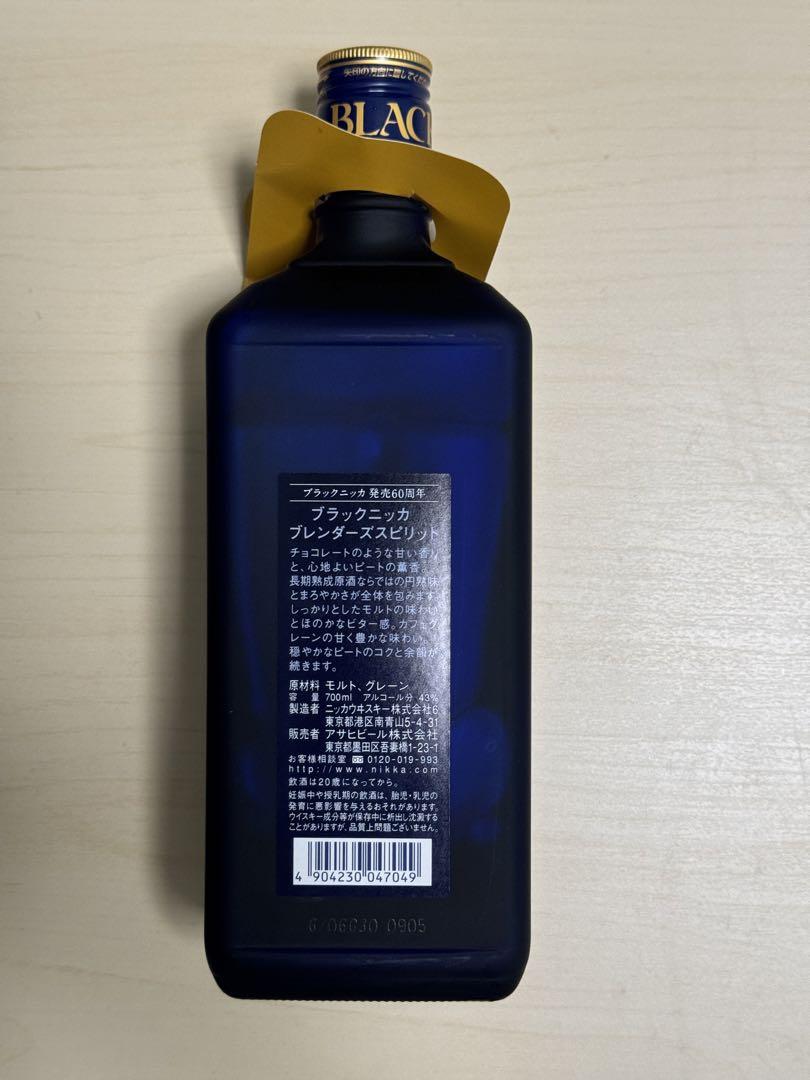 矢印の方向に廻してくだ
BLAC
ブラックニッカ 発売60周年
ブラックニッカ
ブレンダーズスピリット
チョコレートのような甘い香り
と、心地よいピートの薫香。
長期熟成原酒ならではの円熟味
とまろやかさが全体を包みます。
しっかりとしたモルトの味わい
とほのかなビター感。カフェグ
レーンの甘く豊かな味わい。
穏やかなピートのコクと余韻が
続きます。
原材料 モルト、グレーン
容 量 700ml アルコール分 43%
製造者 ニッカウヰスキー株式会社6
東京都港区南青山5-4-31
販売者 アサヒビール株式会社
東京都墨田区吾妻橋1-23-1
お客様相談室 0120-019-993
http://www.nikka.com
飲酒は20歳になってから。
妊娠中や授乳期の飲酒は、胎児・乳児の
発育に悪影響を与えるおそれがあります。
ウイスキー成分等が保存中に析出し沈澱する
ことがありますが、品質上問題ございません。
4 904230 047049
0905